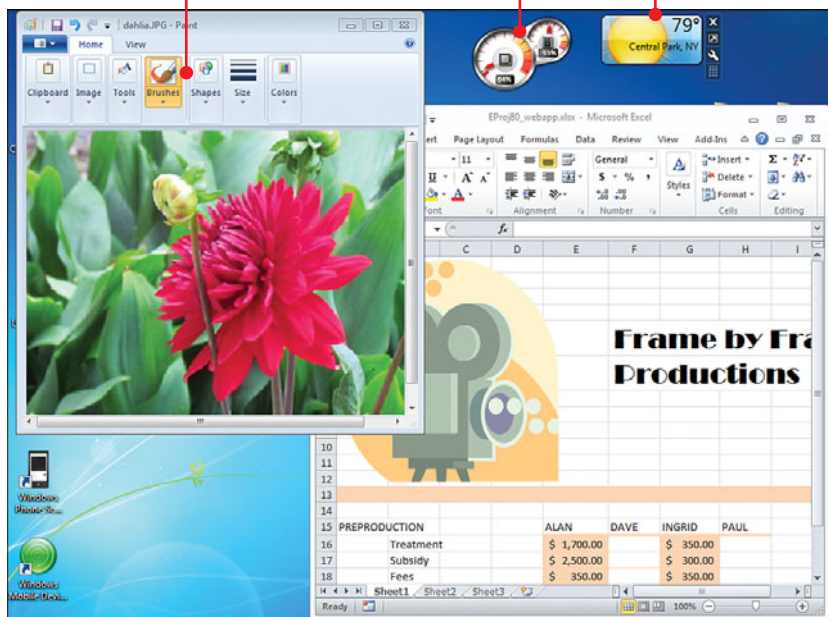 dahlia.JPG - Paint
Home View
Clipboard Image Tools Brushes Shapes Size Colors
79°
Central Park, NY
EProj80_webapp.xlsx - Microsoft Excel
Page Layout Formulas Data Review View Add-Ins
11 General Insert
U A A $ % , Styles Delete
A Format
Alignment Number Cells Editing
fx
C D E F G H I
Frame by Fra
Productions
10
11
12
13
14
15 PREPRODUCTION ALAN DAVE INGRID PAUL
16 Treatment $ 1,700.00 $ 350.00
17 Subsidy $ 2,500.00 $ 300.00
18 Fees $ 350.00 $ 350.00
Sheet1 Sheet2 Sheet3
Ready 100%
Windows
Phone Sc...
Windows
Mobile Devi...